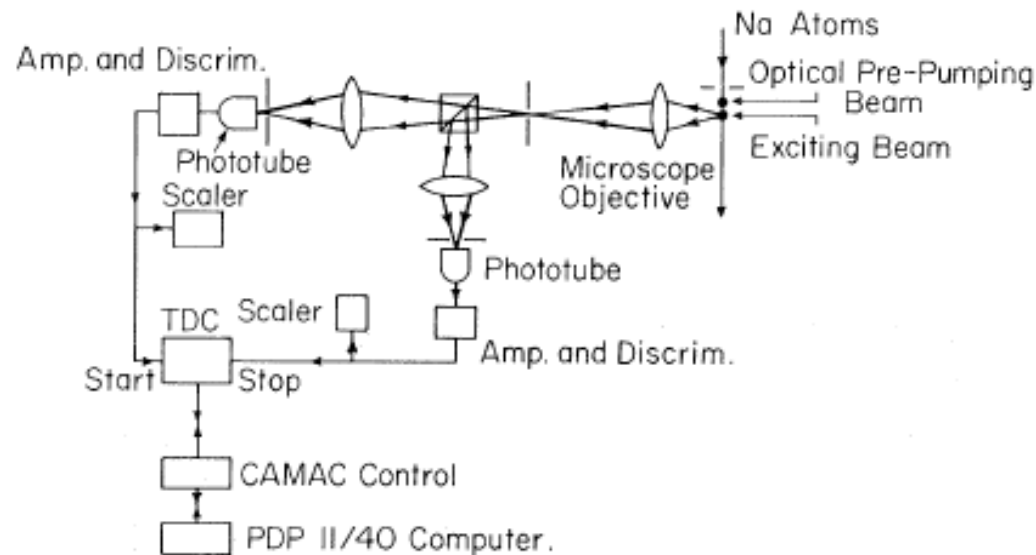 Na Atoms
Amp. and Discrim.
Optical Pre-Pumping
Beam
Exciting Beam
Phototube
Microscope
Objective
Scaler
Phototube
TDC
Scaler
Amp. and Discrim.
Start
Stop
CAMAC Control
PDP 11/40 Computer.